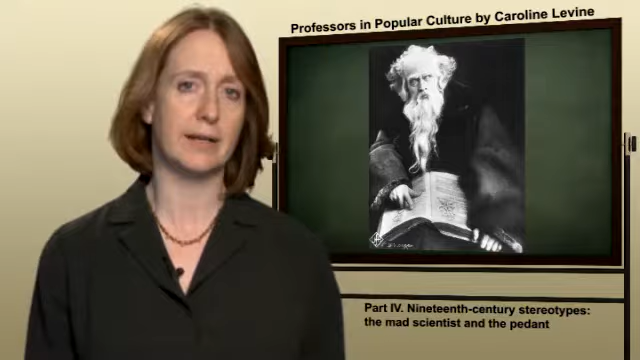 Professors in Popular Culture by Caroline Levine
Part IV. Nineteenth-century stereotypes:
the mad scientist and the pedant